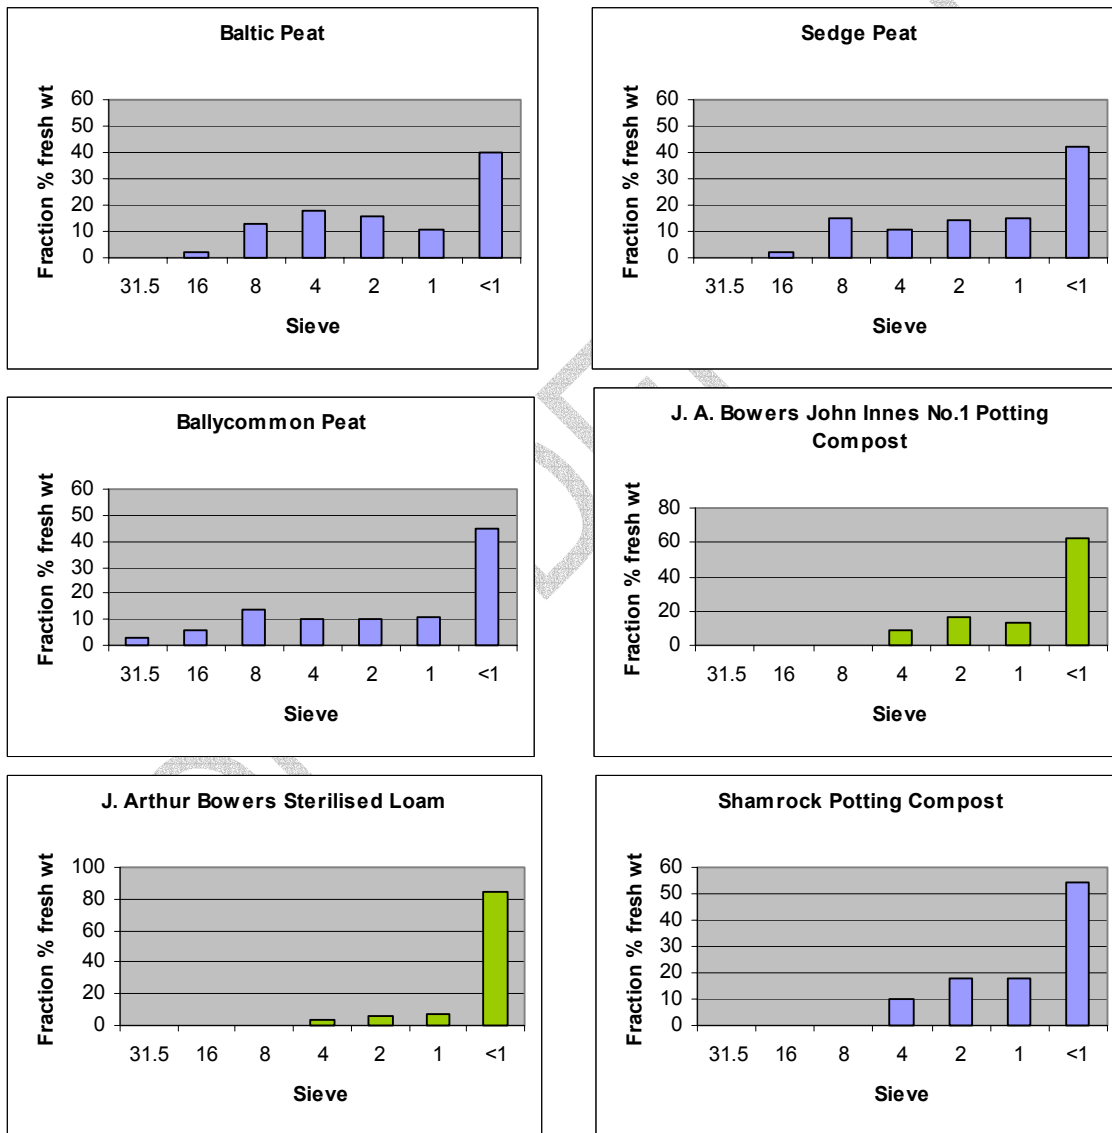 Baltic Peat
Fraction % fresh wt
60
50
40
30
20
10
0
31.5 16 8 4 2 1 <1
Sieve
Sedge Peat
Fraction % fresh wt
60
50
40
30
20
10
0
31.5 16 8 4 2 1 <1
Sieve
Ballycommon Peat
Fraction % fresh wt
60
50
40
30
20
10
0
31.5 16 8 4 2 1 <1
Sieve
J. A. Bowers John Innes No.1 Potting
Compost
Fraction % fresh wt
80
60
40
20
0
31.5 16 8 4 2 1 <1
Sieve
J. Arthur Bowers Sterilised Loam
Fraction % fresh wt
100
80
60
40
20
0
31.5 16 8 4 2 1 <1
Sieve
Shamrock Potting Compost
Fraction % fresh wt
60
50
40
30
20
10
0
31.5 16 8 4 2 1 <1
Sieve